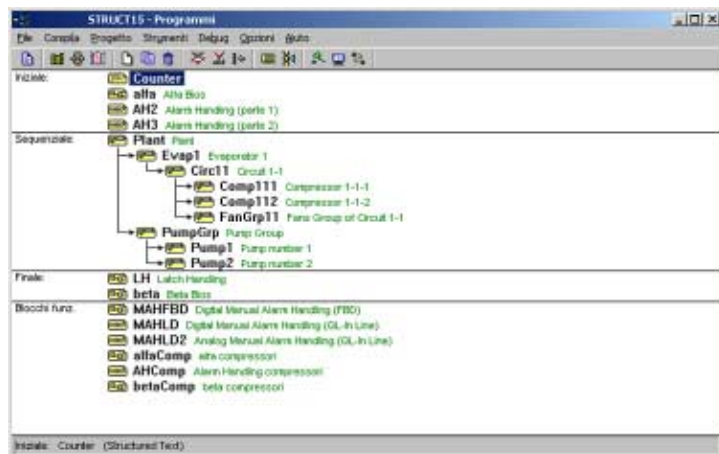 STRUCT15 - Programmi
File Compila Progetto Strumenti Debug Opzioni Aiuto
Iniziale: Counter
alfa Alfa Bios
AH2 Alarm Handling (parte 1)
AH3 Alarm Handling (parte 2)
Sequenziale: Plant Plant
Evap1 Evaporator 1
Circ11 Circuit 1-1
Comp111 Compressor 1-1-1
Comp112 Compressor 1-1-2
FanGrp11 Fans Group of Circuit 1-1
PumpGrp Pump Group
Pump1 Pump number 1
Pump2 Pump number 2
Finale: LH Latch Handling
beta Beta Bios
Blocchi funz. MAHFBD Digital Manual Alarm Handling (FBD)
MAHLD Digital Manual Alarm Handling (QL-In Line)
MAHLD2 Analog Manual Alarm Handling (QL-In Line)
alfaComp alfa compressori
AHComp Alarm Handling compressori
betaComp beta compressori
Iniziale: Counter (Structured Text)